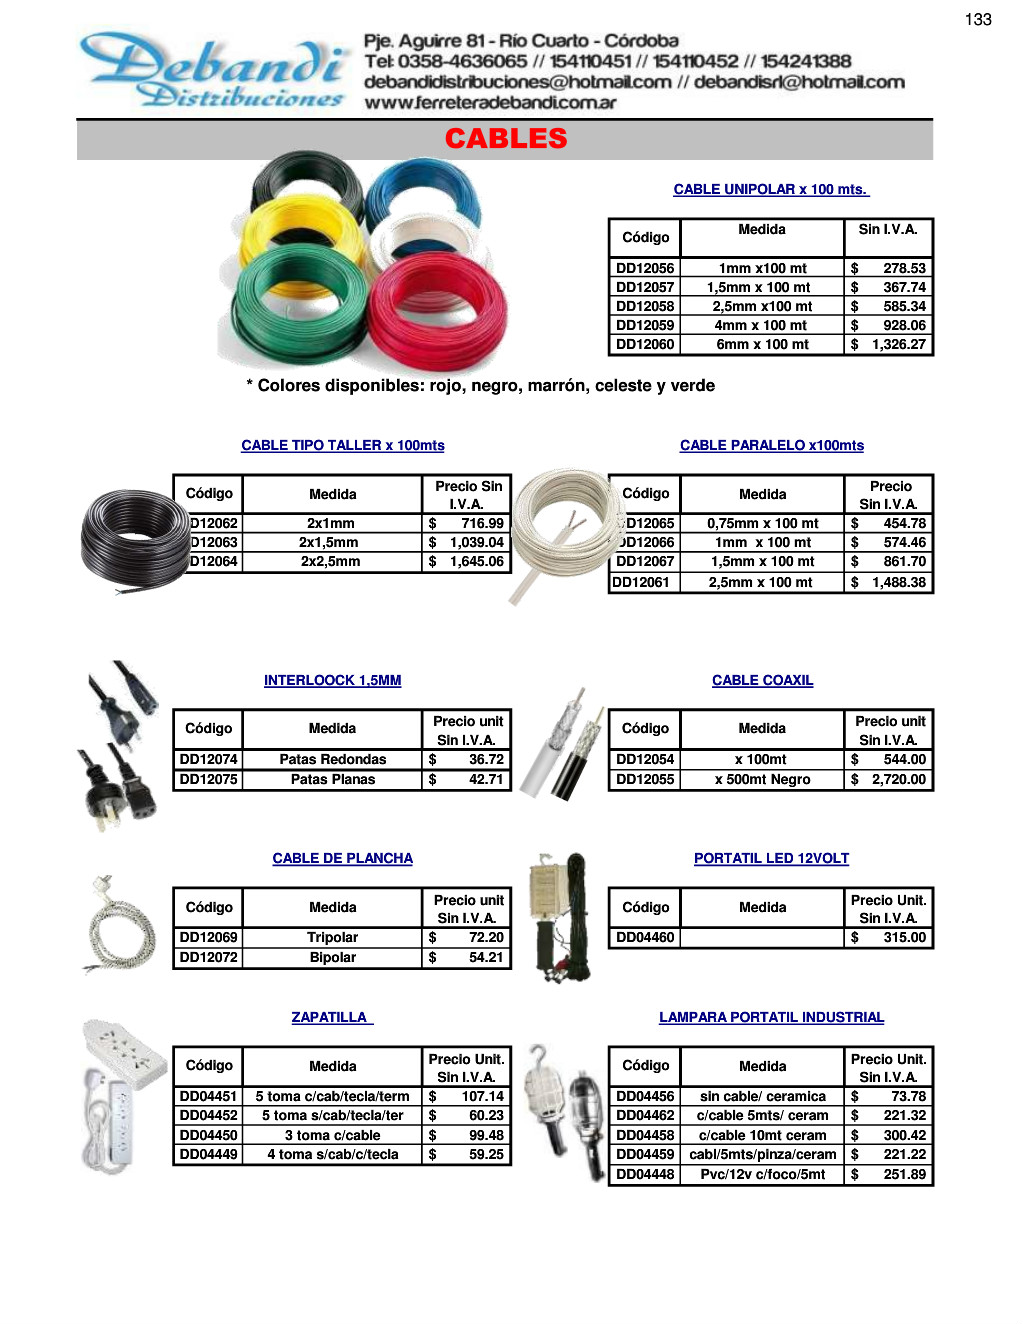 133
Debandi
Distribuciones
Pje. Aguirre 81 - Río Cuarto - Córdoba
Tel: 0358-4636065 // 154110451 // 154110452 // 154241388
debandidistribuciones@hotmail.com // debandisrl@hotmail.com
www.ferreteradebandi.com.ar
CABLES
CABLE UNIPOLAR x 100 mts.
Código Medida Sin I.V.A.
DD12056 1mm x100 mt $ 278.53
DD12057 1,5mm x 100 mt $ 367.74
DD12058 2,5mm x100 mt $ 585.34
DD12059 4mm x 100 mt $ 928.06
DD12060 6mm x 100 mt $ 1,326.27
* Colores disponibles: rojo, negro, marrón, celeste y verde
CABLE TIPO TALLER x 100mts
Código Medida Precio Sin
I.V.A.
D12062 2x1mm $ 716.99
D12063 2x1,5mm $ 1,039.04
D12064 2x2,5mm $ 1,645.06
CABLE PARALELO x100mts
Código Medida Precio
Sin I.V.A.
D12065 0,75mm x 100 mt $ 454.78
DD12066 1mm x 100 mt $ 574.46
DD12067 1,5mm x 100 mt $ 861.70
DD12061 2,5mm x 100 mt $ 1,488.38
INTERLOOCK 1,5MM
Código Medida Precio unit
Sin I.V.A.
DD12074 Patas Redondas $ 36.72
DD12075 Patas Planas $ 42.71
CABLE COAXIL
Código Medida Precio unit
Sin I.V.A.
DD12054 x 100mt $ 544.00
DD12055 x 500mt Negro $ 2,720.00
CABLE DE PLANCHA
Código Medida Precio unit
Sin I.V.A.
DD12069 Tripolar $ 72.20
DD12072 Bipolar $ 54.21
PORTATIL LED 12VOLT
Código Medida Precio Unit.
Sin I.V.A.
DD04460 $ 315.00
ZAPATILLA
Código Medida Precio Unit.
Sin I.V.A.
DD04451 5 toma c/cab/tecla/term $ 107.14
DD04452 5 toma s/cab/tecla/ter $ 60.23
DD04450 3 toma c/cable $ 99.48
DD04449 4 toma s/cab/c/tecla $ 59.25
LAMPARA PORTATIL INDUSTRIAL
Código Medida Precio Unit.
Sin I.V.A.
DD04456 sin cable/ ceramica $ 73.78
DD04462 c/cable 5mts/ ceram $ 221.32
DD04458 c/cable 10mt ceram $ 300.42
DD04459 cabl/5mts/pinza/ceram $ 221.22
DD04448 Pvc/12v c/foco/5mt $ 251.89